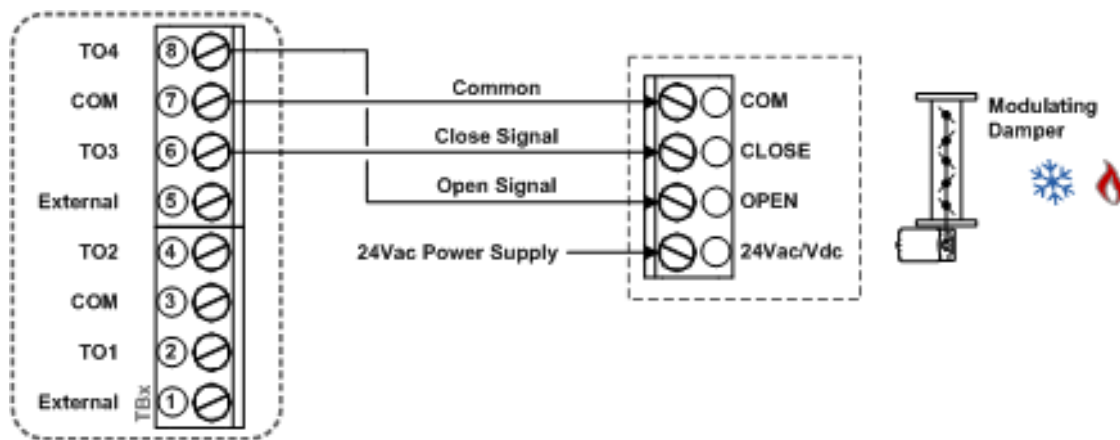 TO4 8
COM 7
TO3 6
External 5
TO2 4
COM 3
TO1 2
External 1
TBx
Common
Close Signal
Open Signal
24Vac Power Supply
COM
CLOSE
OPEN
24Vac/Vdc
Modulating
Damper